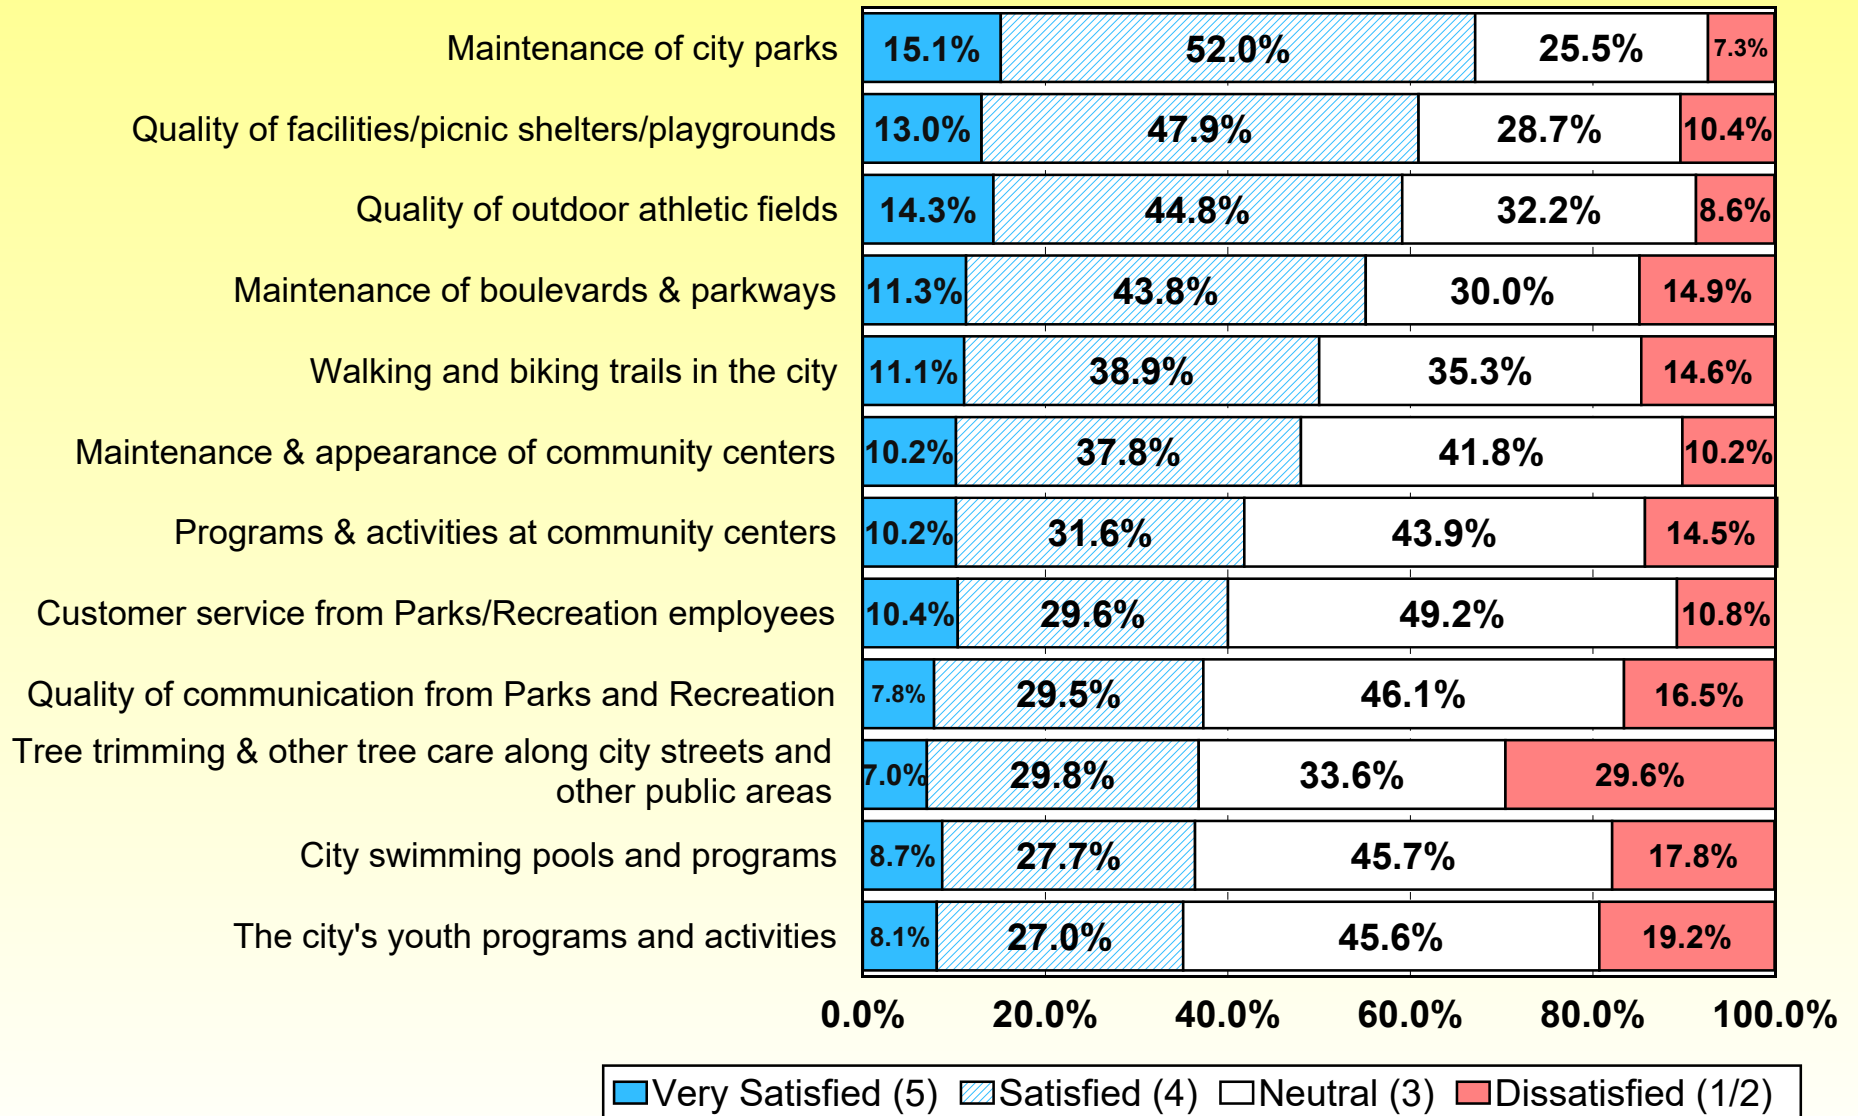 Maintenance of city parks 15.1% 52.0% 25.5% 7.3%
Quality of facilities/picnic shelters/playgrounds 13.0% 47.9% 28.7% 10.4%
Quality of outdoor athletic fields 14.3% 44.8% 32.2% 8.6%
Maintenance of boulevards & parkways 11.3% 43.8% 30.0% 14.9%
Walking and biking trails in the city 11.1% 38.9% 35.3% 14.6%
Maintenance & appearance of community centers 10.2% 37.8% 41.8% 10.2%
Programs & activities at community centers 10.2% 31.6% 43.9% 14.5%
Customer service from Parks/Recreation employees 10.4% 29.6% 49.2% 10.8%
Quality of communication from Parks and Recreation 7.8% 29.5% 46.1% 16.5%
Tree trimming & other tree care along city streets and
other public areas 7.0% 29.8% 33.6% 29.6%
City swimming pools and programs 8.7% 27.7% 45.7% 17.8%
The city's youth programs and activities 8.1% 27.0% 45.6% 19.2%
0.0% 20.0% 40.0% 60.0% 80.0% 100.0%
Very Satisfied (5) Satisfied (4) Neutral (3) Dissatisfied (1/2)